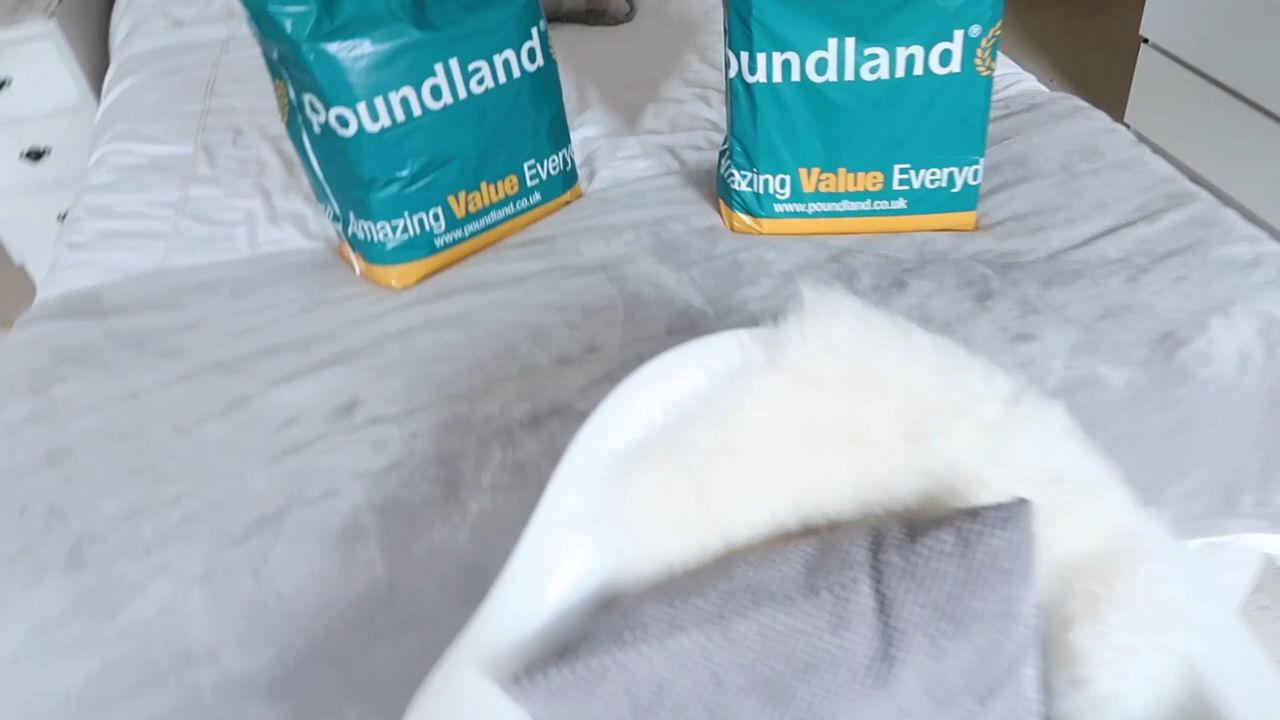 Poundland
Amazing Value Every
www.poundland.co.uk
oundland®
azing Value Everyd
www.poundland.co.uk